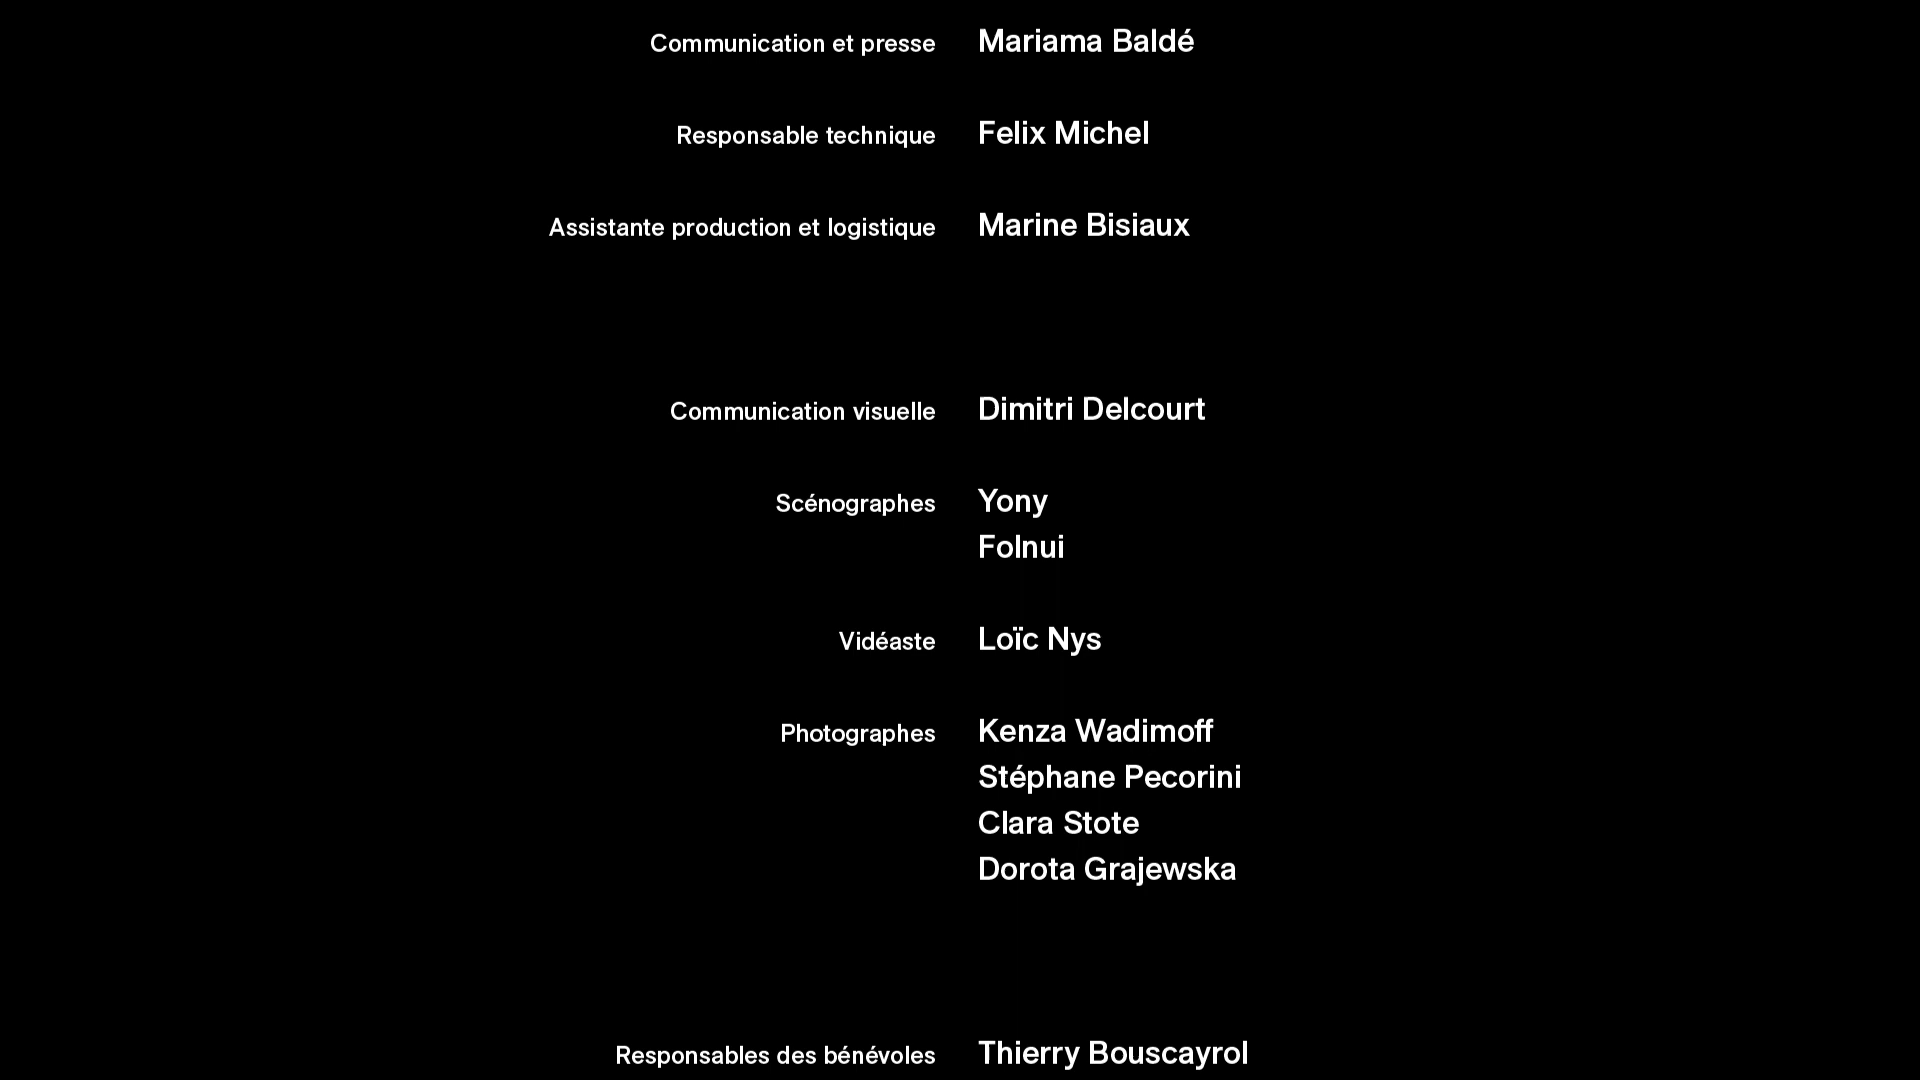 Communication et presse Mariama Baldé
Responsable technique Felix Michel
Assistante production et logistique Marine Bisiaux
Communication visuelle Dimitri Delcourt
Scénographes Yony
Folnui
Vidéaste Loïc Nys
Photographes Kenza Wadimoff
Stéphane Pecorini
Clara Stote
Dorota Grajewska
Responsables des bénévoles Thierry Bouscayrol